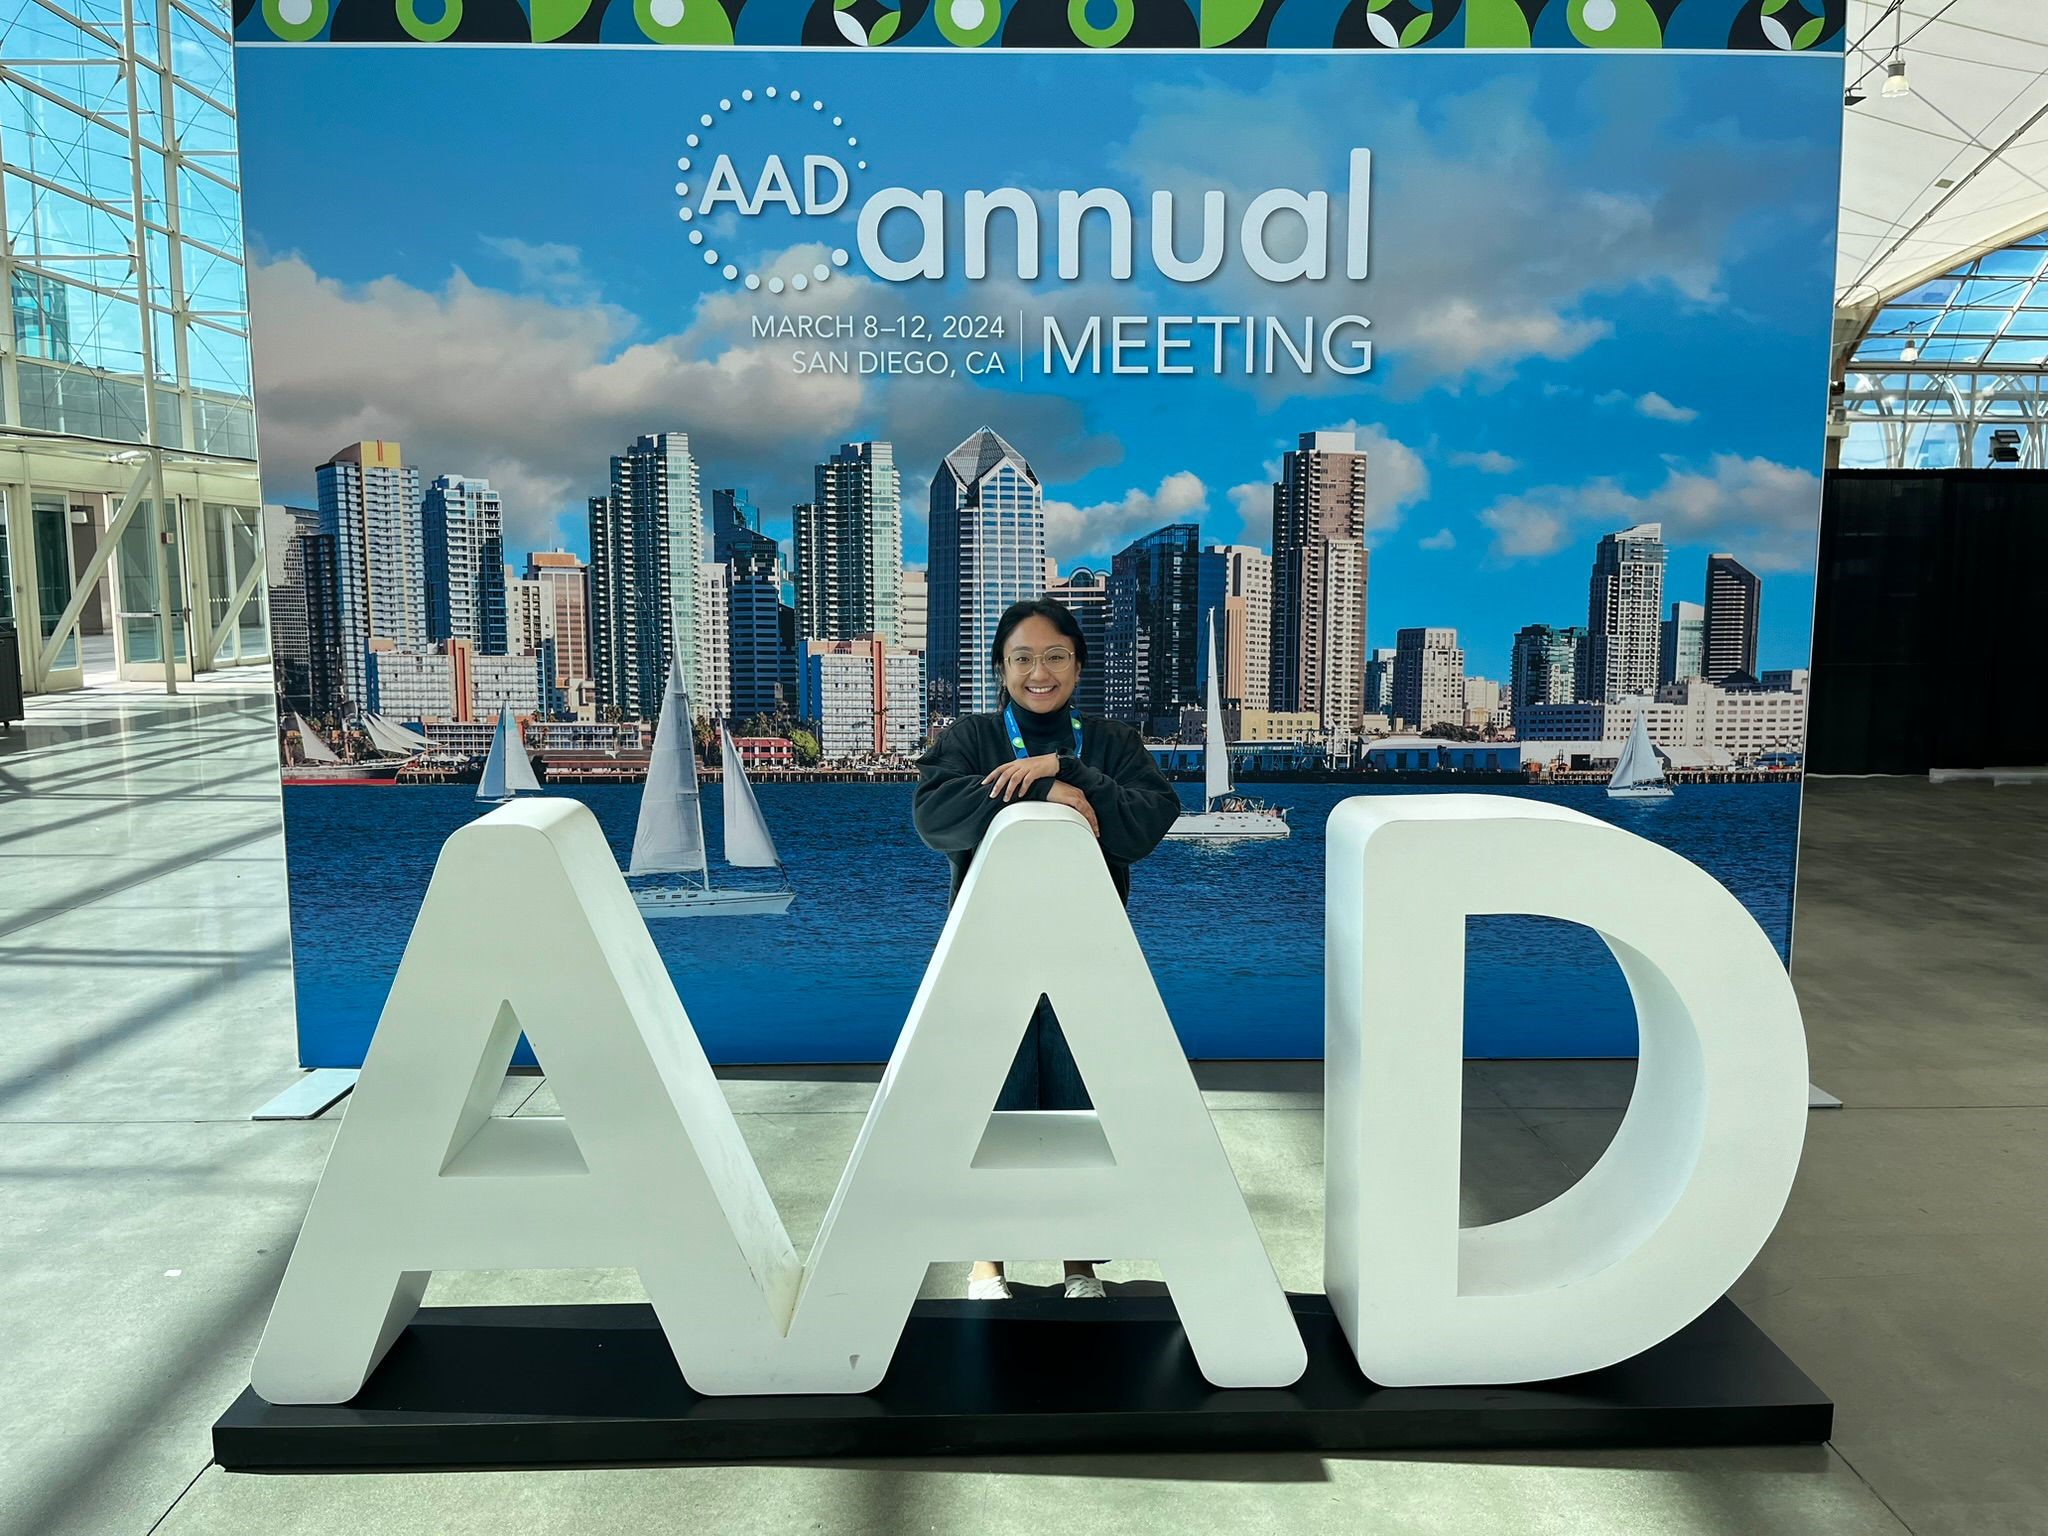 AAD annual
MARCH 8–12, 2024
SAN DIEGO, CA
MEETING
AAD